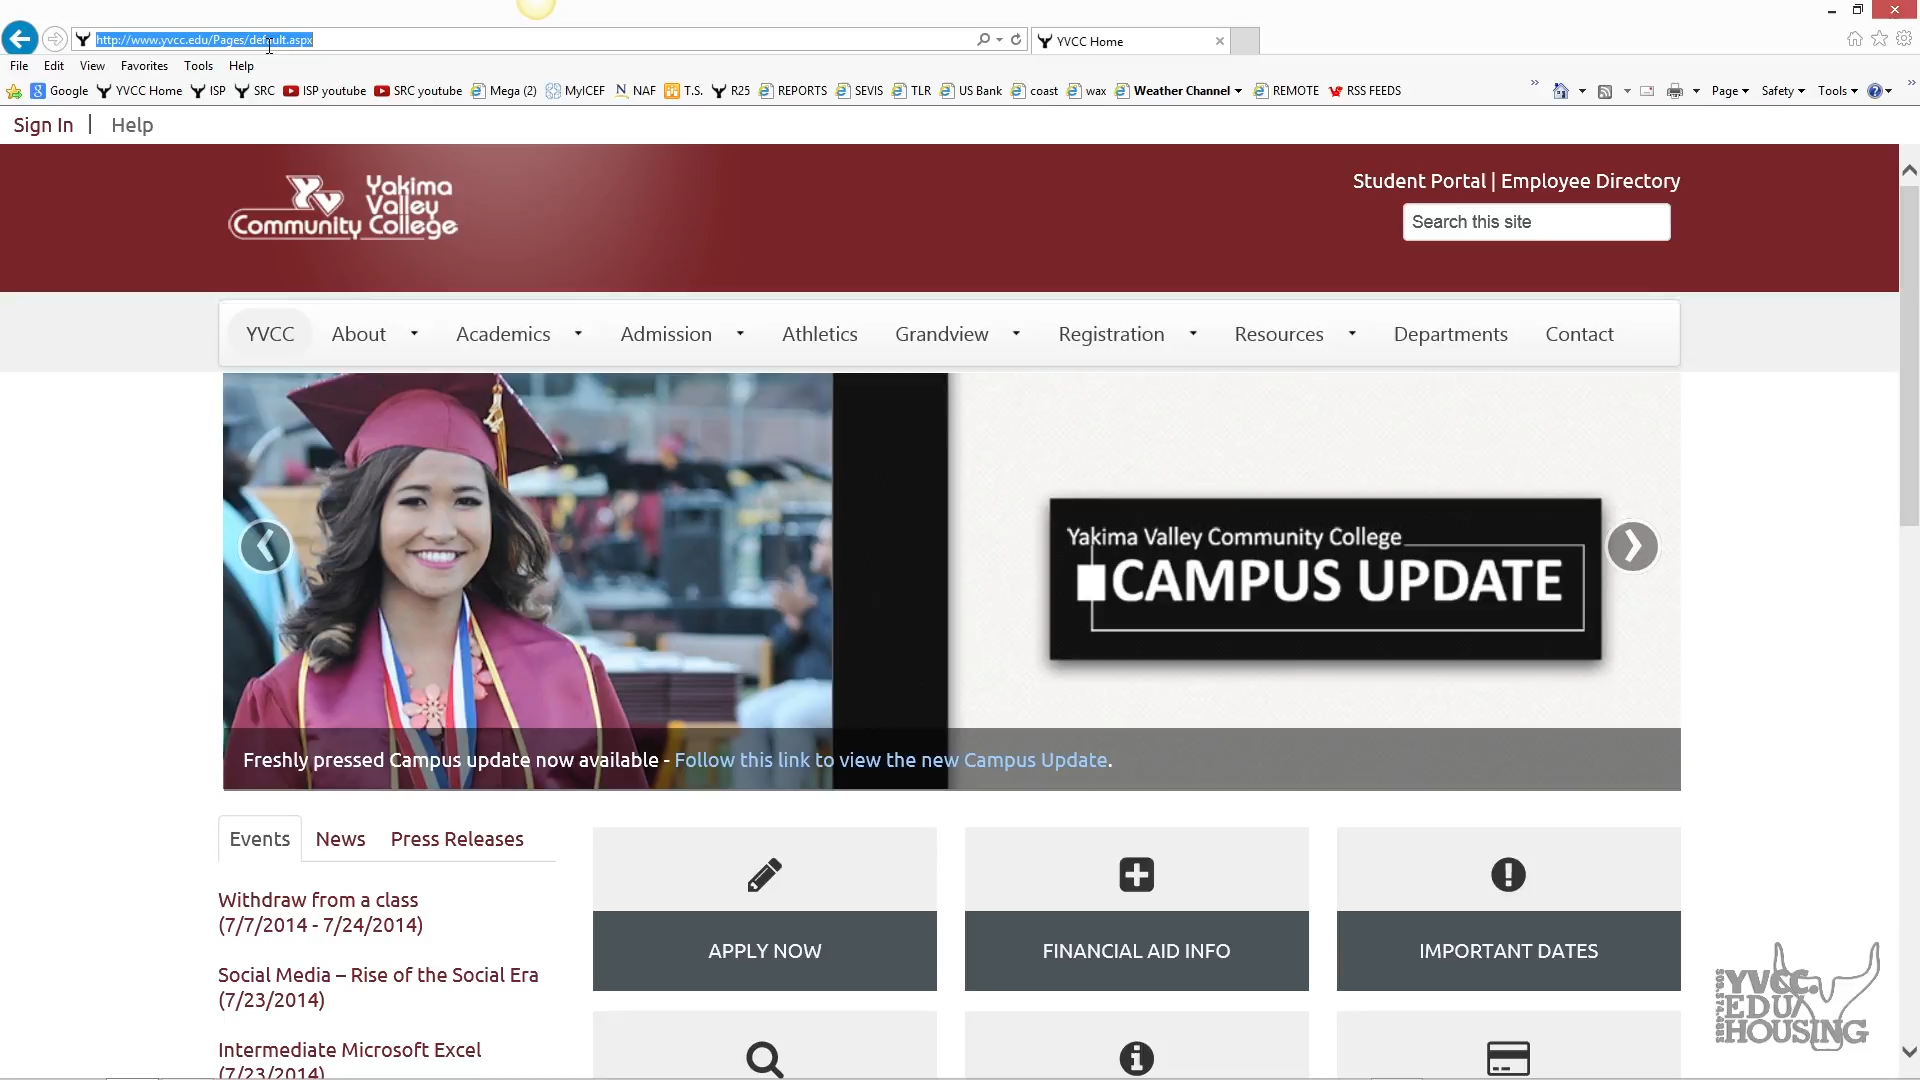 http://www.yvcc.edu/Pages/default.aspx
YVCC Home
File Edit View Favorites Tools Help
Google YVCC Home ISP SRC ISP youtube SRC youtube Mega (2) MyICEF NAF T.S. R25 REPORTS SEVIS TLR US Bank coast wax Weather Channel REMOTE RSS FEEDS » Page Safety Tools »
Sign In | Help
Yakima
Valley
Community College
Student Portal | Employee Directory
Search this site
YVCC About Academics Admission Athletics Grandview Registration Resources Departments Contact
Yakima Valley Community College
CAMPUS UPDATE
Freshly pressed Campus update now available - Follow this link to view the new Campus Update.
Events News Press Releases
Withdraw from a class
(7/7/2014 - 7/24/2014)
Social Media – Rise of the Social Era
(7/23/2014)
Intermediate Microsoft Excel
(7/23/2014)
APPLY NOW
FINANCIAL AID INFO
IMPORTANT DATES
509.574.4885
YVCC.
EDU/
HOUSING